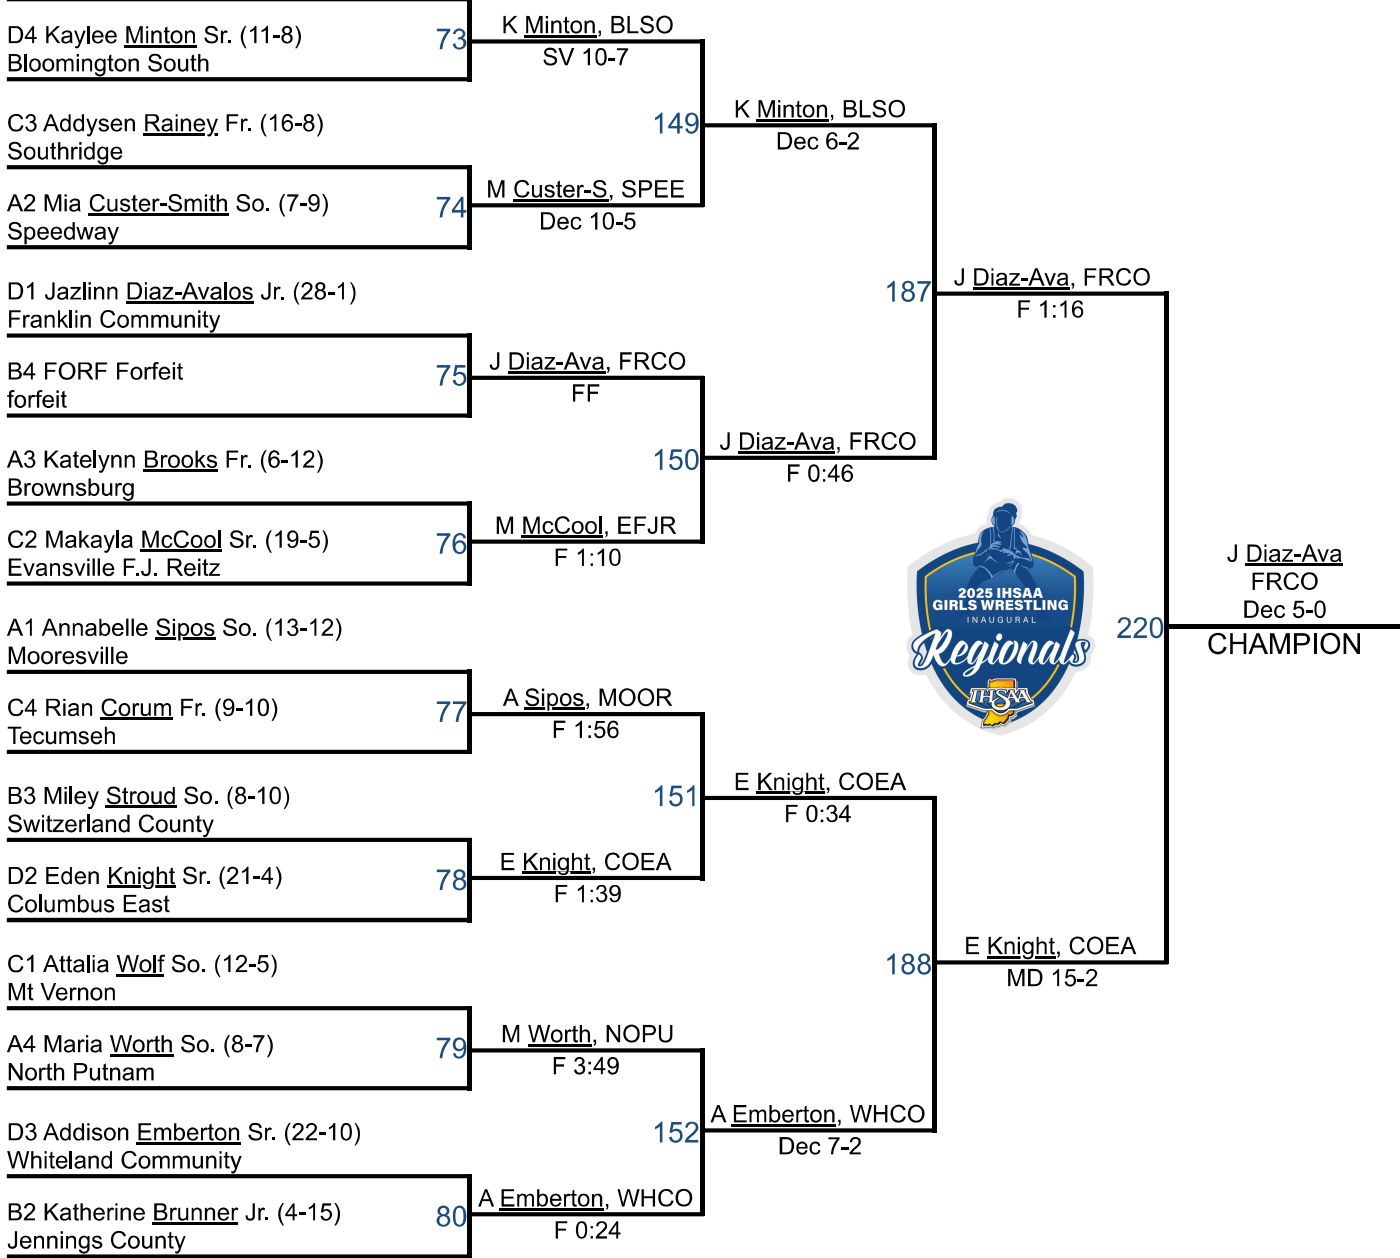 D4 Kaylee Minton Sr. (11-8)
Bloomington South
73
K Minton, BLSO
SV 10-7
C3 Addysen Rainey Fr. (16-8)
Southridge
149
K Minton, BLSO
Dec 6-2
A2 Mia Custer-Smith So. (7-9)
Speedway
74
M Custer-S, SPEE
Dec 10-5
D1 Jazlinn Diaz-Avalos Jr. (28-1)
Franklin Community
187
J Diaz-Ava, FRCO
F 1:16
B4 FORF Forfeit
forfeit
75
J Diaz-Ava, FRCO
FF
A3 Katelynn Brooks Fr. (6-12)
Brownsburg
150
J Diaz-Ava, FRCO
F 0:46
C2 Makayla McCool Sr. (19-5)
Evansville F.J. Reitz
76
M McCool, EFJR
F 1:10
2025 IHSAA
GIRLS WRESTLING
INAUGURAL
Regionals
IHSAA
220
J Diaz-Ava
FRCO
Dec 5-0
CHAMPION
A1 Annabelle Sipos So. (13-12)
Mooresville
C4 Rian Corum Fr. (9-10)
Tecumseh
77
A Sipos, MOOR
F 1:56
B3 Miley Stroud So. (8-10)
Switzerland County
151
E Knight, COEA
F 0:34
D2 Eden Knight Sr. (21-4)
Columbus East
78
E Knight, COEA
F 1:39
C1 Attalia Wolf So. (12-5)
Mt Vernon
188
E Knight, COEA
MD 15-2
A4 Maria Worth So. (8-7)
North Putnam
79
M Worth, NOPU
F 3:49
D3 Addison Emberton Sr. (22-10)
Whiteland Community
152
A Emberton, WHCO
Dec 7-2
B2 Katherine Brunner Jr. (4-15)
Jennings County
80
A Emberton, WHCO
F 0:24